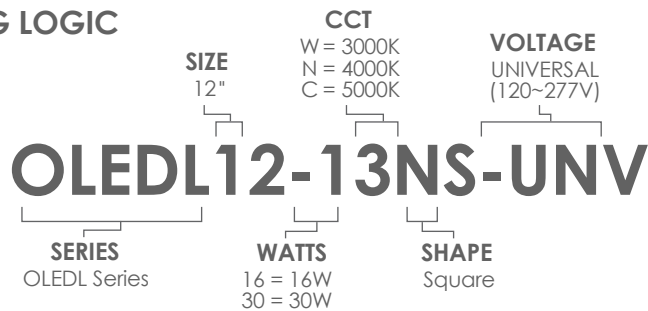 G LOGIC
CCT
W = 3000K
N = 4000K
C = 5000K
VOLTAGE
UNIVERSAL
(120~277V)
SIZE
12"
OLEDL12-13NS-UNV
SERIES
OLEDL Series
WATTS
16 = 16W
30 = 30W
SHAPE
Square